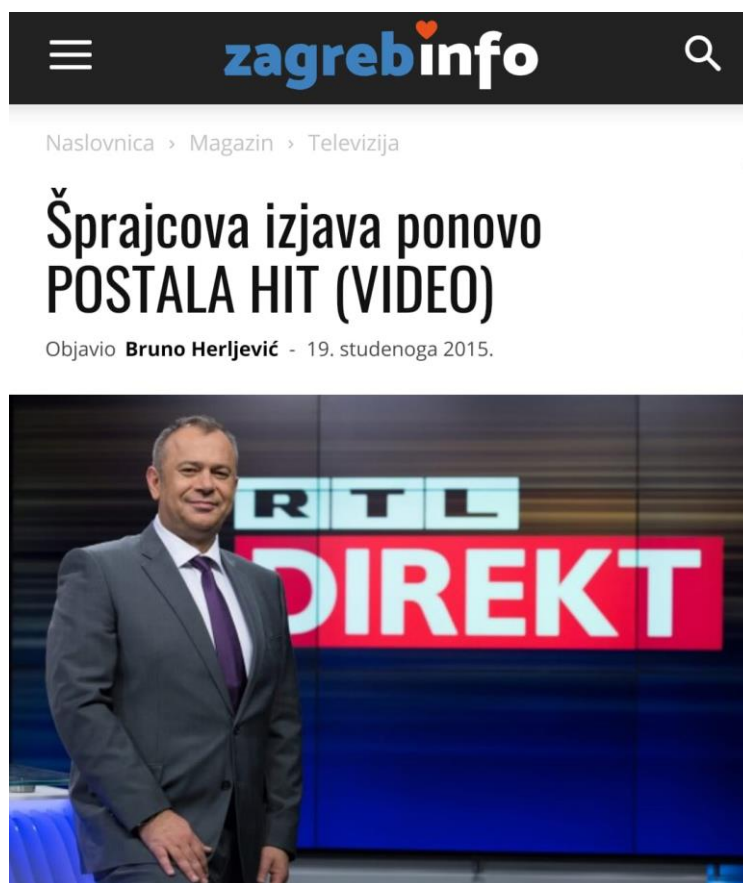 zagrebinfo
Naslovnica › Magazin › Televizija
Šprajcova izjava ponovo
POSTALA HIT (VIDEO)
Objavio Bruno Herljević - 19. studenoga 2015.
RTL
DIREKT